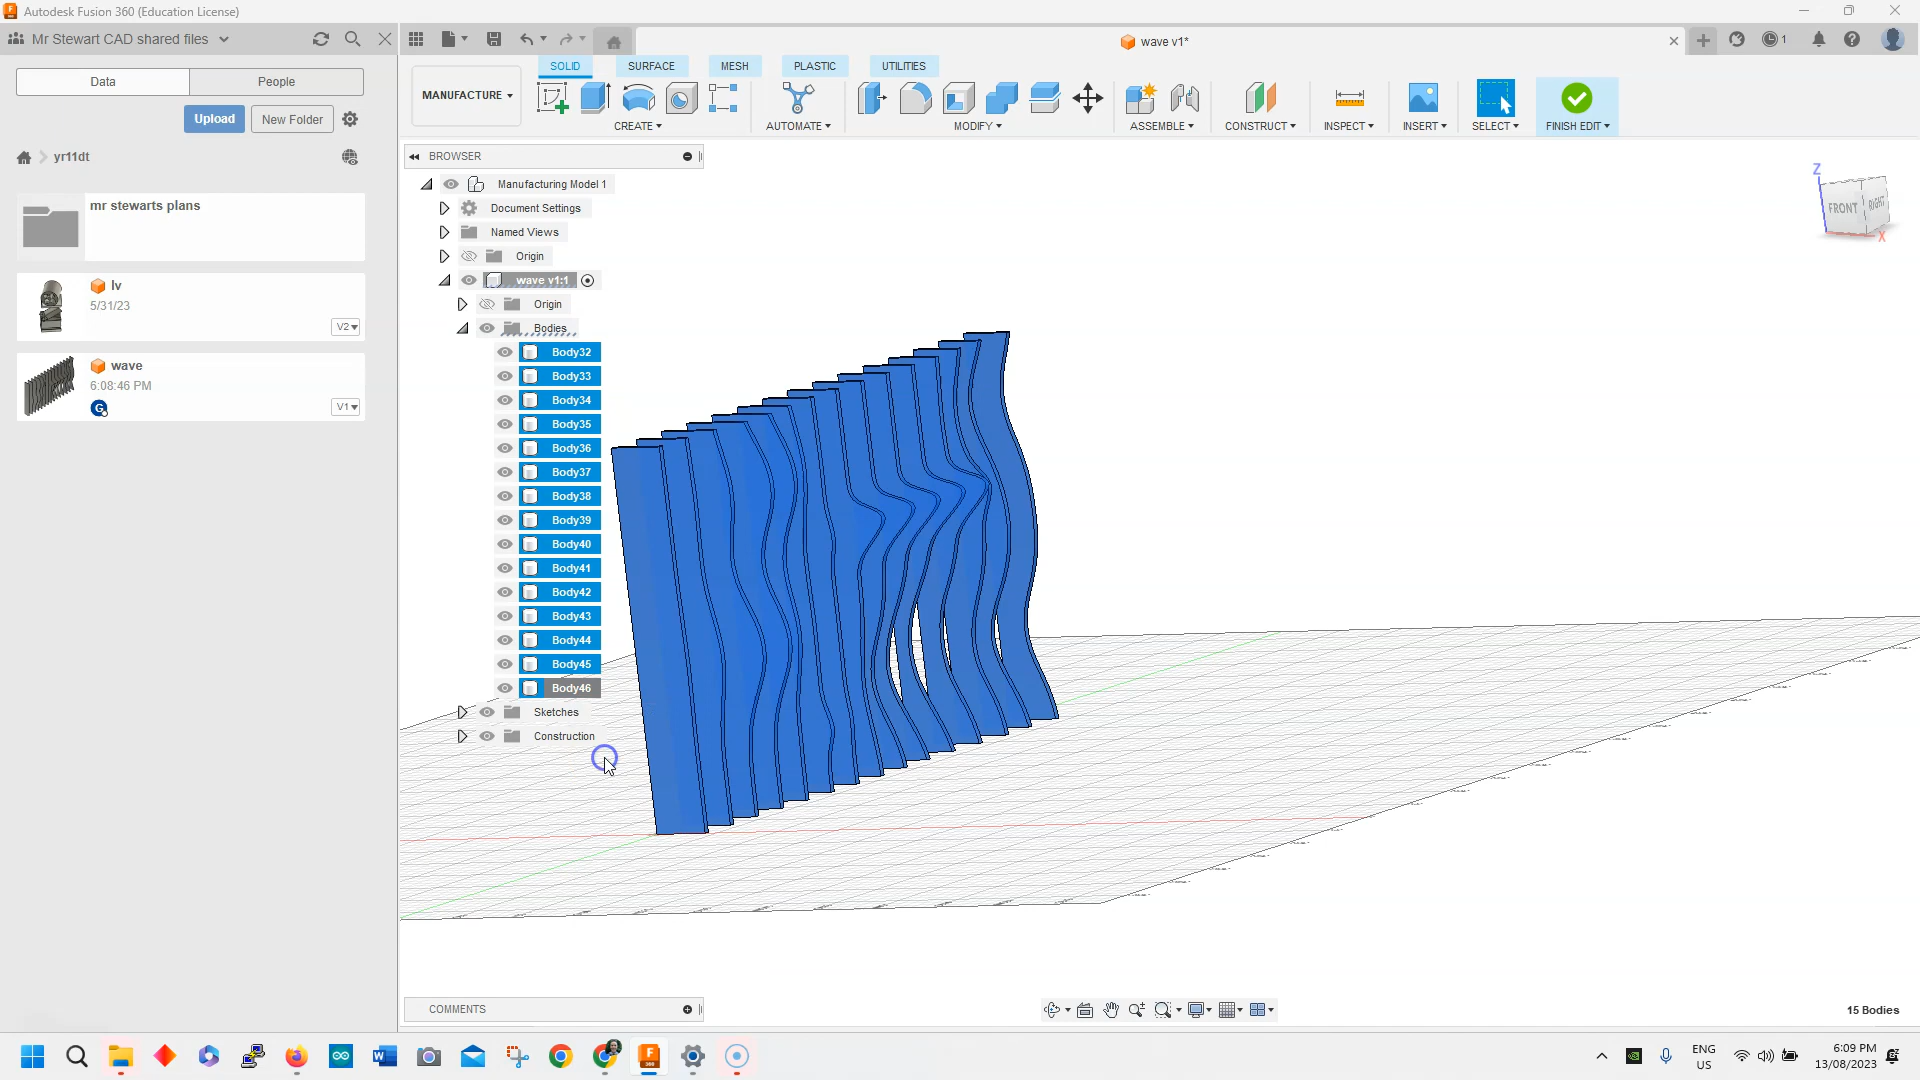 Autodesk Fusion 360 (Education License)
Mr Stewart CAD shared files
wave v1*
1
Data
People
Upload
New Folder
yr11dt
mr stewarts plans
lv
5/31/23
V2
wave
6:08:46 PM
G
V1
MANUFACTURE
SOLID
SURFACE
MESH
PLASTIC
UTILITIES
CREATE
AUTOMATE
MODIFY
ASSEMBLE
CONSTRUCT
INSPECT
INSERT
SELECT
FINISH EDIT
BROWSER
Manufacturing Model 1
Document Settings
Named Views
Origin
wave v1:1
Origin
Bodies
Body32
Body33
Body34
Body35
Body36
Body37
Body38
Body39
Body40
Body41
Body42
Body43
Body44
Body45
Body46
Sketches
Construction
Z
FRONT
RIGHT
X
COMMENTS
15 Bodies
ENG
US
6:09 PM
13/08/2023